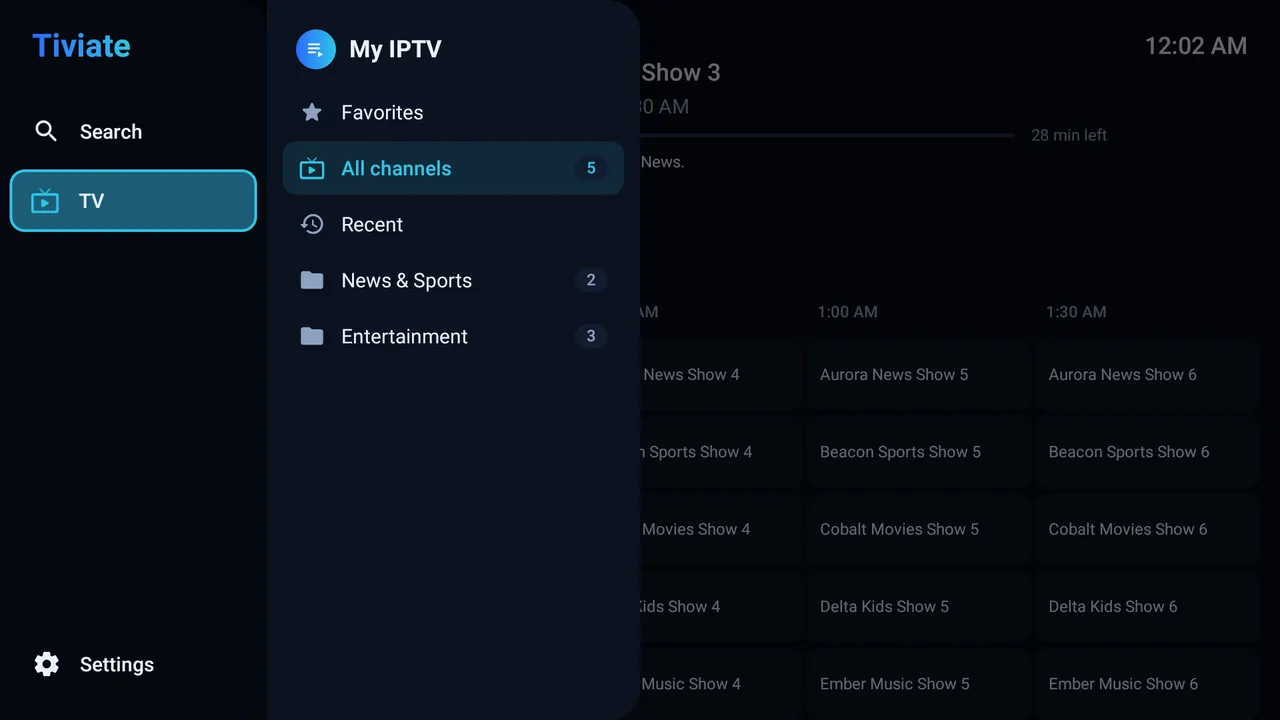 Tiviate
Search
TV
Settings
My IPTV
Favorites
All channels 5
Recent
News & Sports 2
Entertainment 3
12:02 AM
Show 3
30 AM
28 min left
News.
AM 1:00 AM 1:30 AM
News Show 4 Aurora News Show 5 Aurora News Show 6
Sports Show 4 Beacon Sports Show 5 Beacon Sports Show 6
Movies Show 4 Cobalt Movies Show 5 Cobalt Movies Show 6
Kids Show 4 Delta Kids Show 5 Delta Kids Show 6
Music Show 4 Ember Music Show 5 Ember Music Show 6